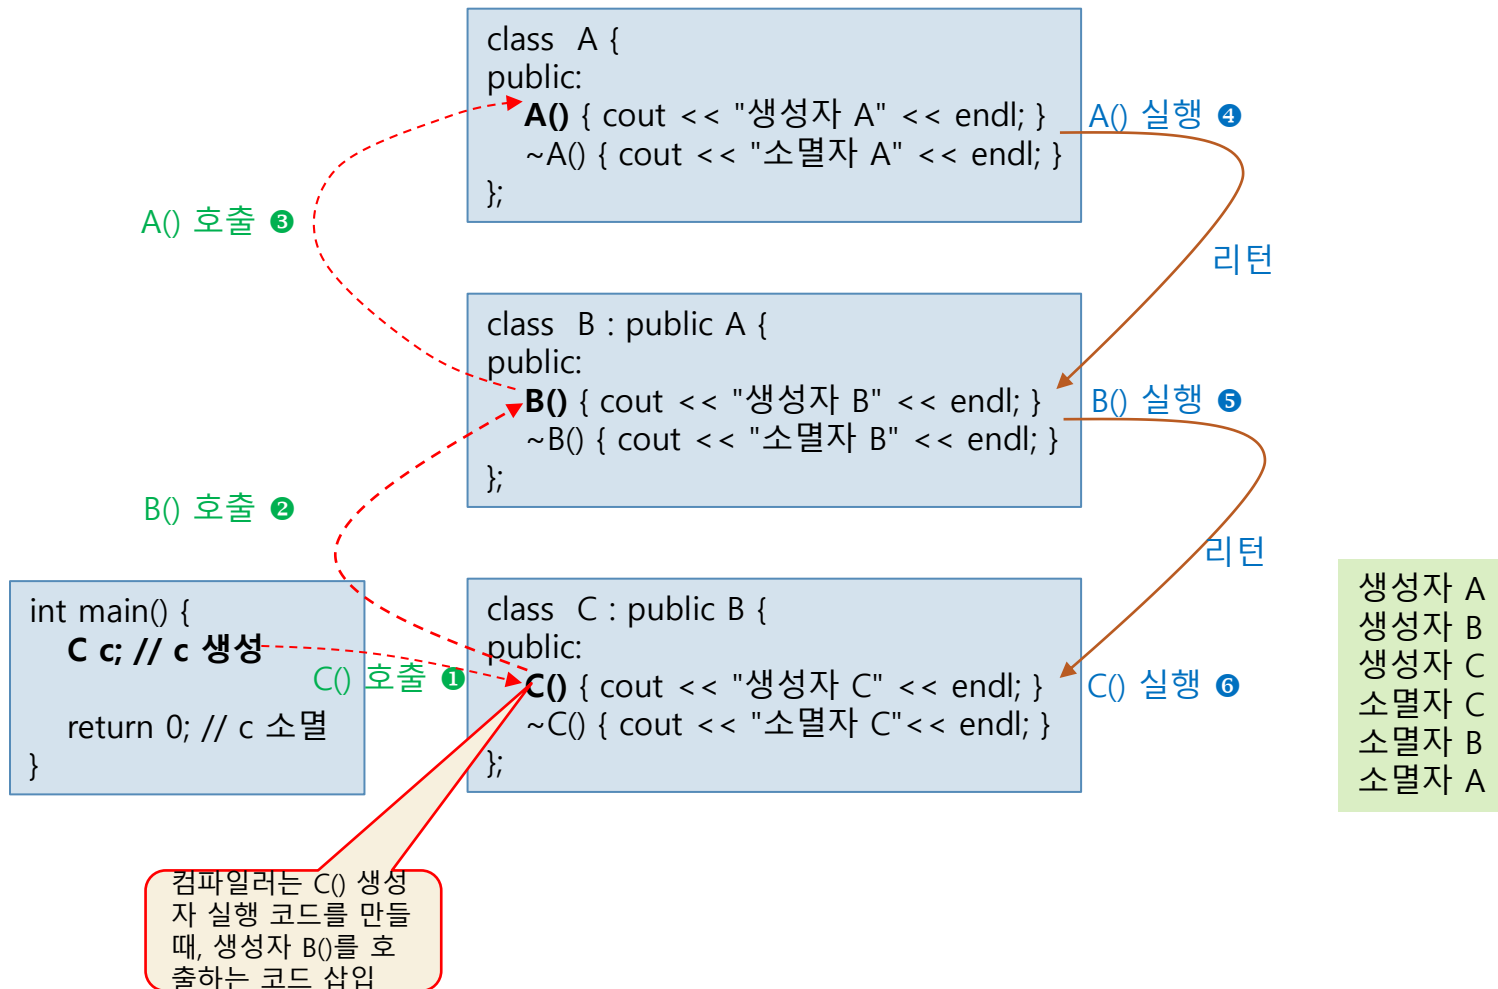 class A {
public:
A() { cout << "생성자 A" << endl; }
~A() { cout << "소멸자 A" << endl; }
};
A() 실행 ❹
A() 호출 ❸
리턴
class B : public A {
public:
B() { cout << "생성자 B" << endl; }
~B() { cout << "소멸자 B" << endl; }
};
B() 실행 ❺
B() 호출 ❷
리턴
int main() {
C c; // c 생성
return 0; // c 소멸
}
C() 호출 ❶
class C : public B {
public:
C() { cout << "생성자 C" << endl; }
~C() { cout << "소멸자 C"<< endl; }
};
C() 실행 ❻
생성자 A
생성자 B
생성자 C
소멸자 C
소멸자 B
소멸자 A
컴파일러는 C() 생성
자 실행 코드를 만들
때, 생성자 B()를 호
출하는 코드 삽입